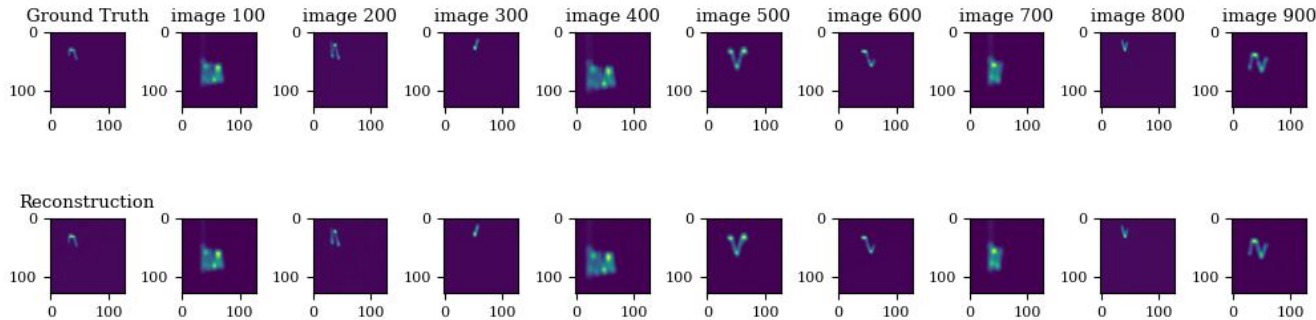 Ground Truth image 100 image 200 image 300 image 400 image 500 image 600 image 700 image 800 image 900
0 0 0 0 0 0 0 0 0 0
100 100 100 100 100 100 100 100 100 100
0 100 0 100 0 100 0 100 0 100 0 100 0 100 0 100 0 100 0 100
Reconstruction
0 0 0 0 0 0 0 0 0 0
100 100 100 100 100 100 100 100 100 100
0 100 0 100 0 100 0 100 0 100 0 100 0 100 0 100 0 100 0 100